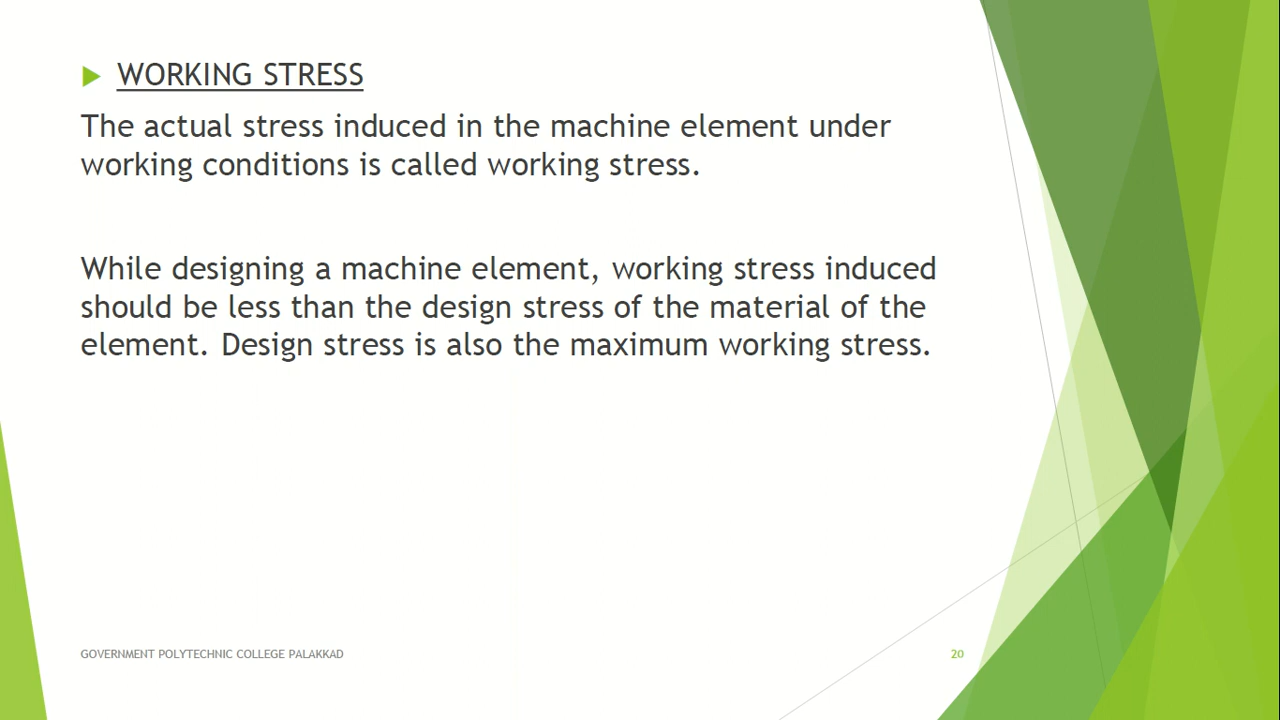 WORKING STRESS
The actual stress induced in the machine element under
working conditions is called working stress.
While designing a machine element, working stress induced
should be less than the design stress of the material of the
element. Design stress is also the maximum working stress.
GOVERNMENT POLYTECHNIC COLLEGE PALAKKAD
20